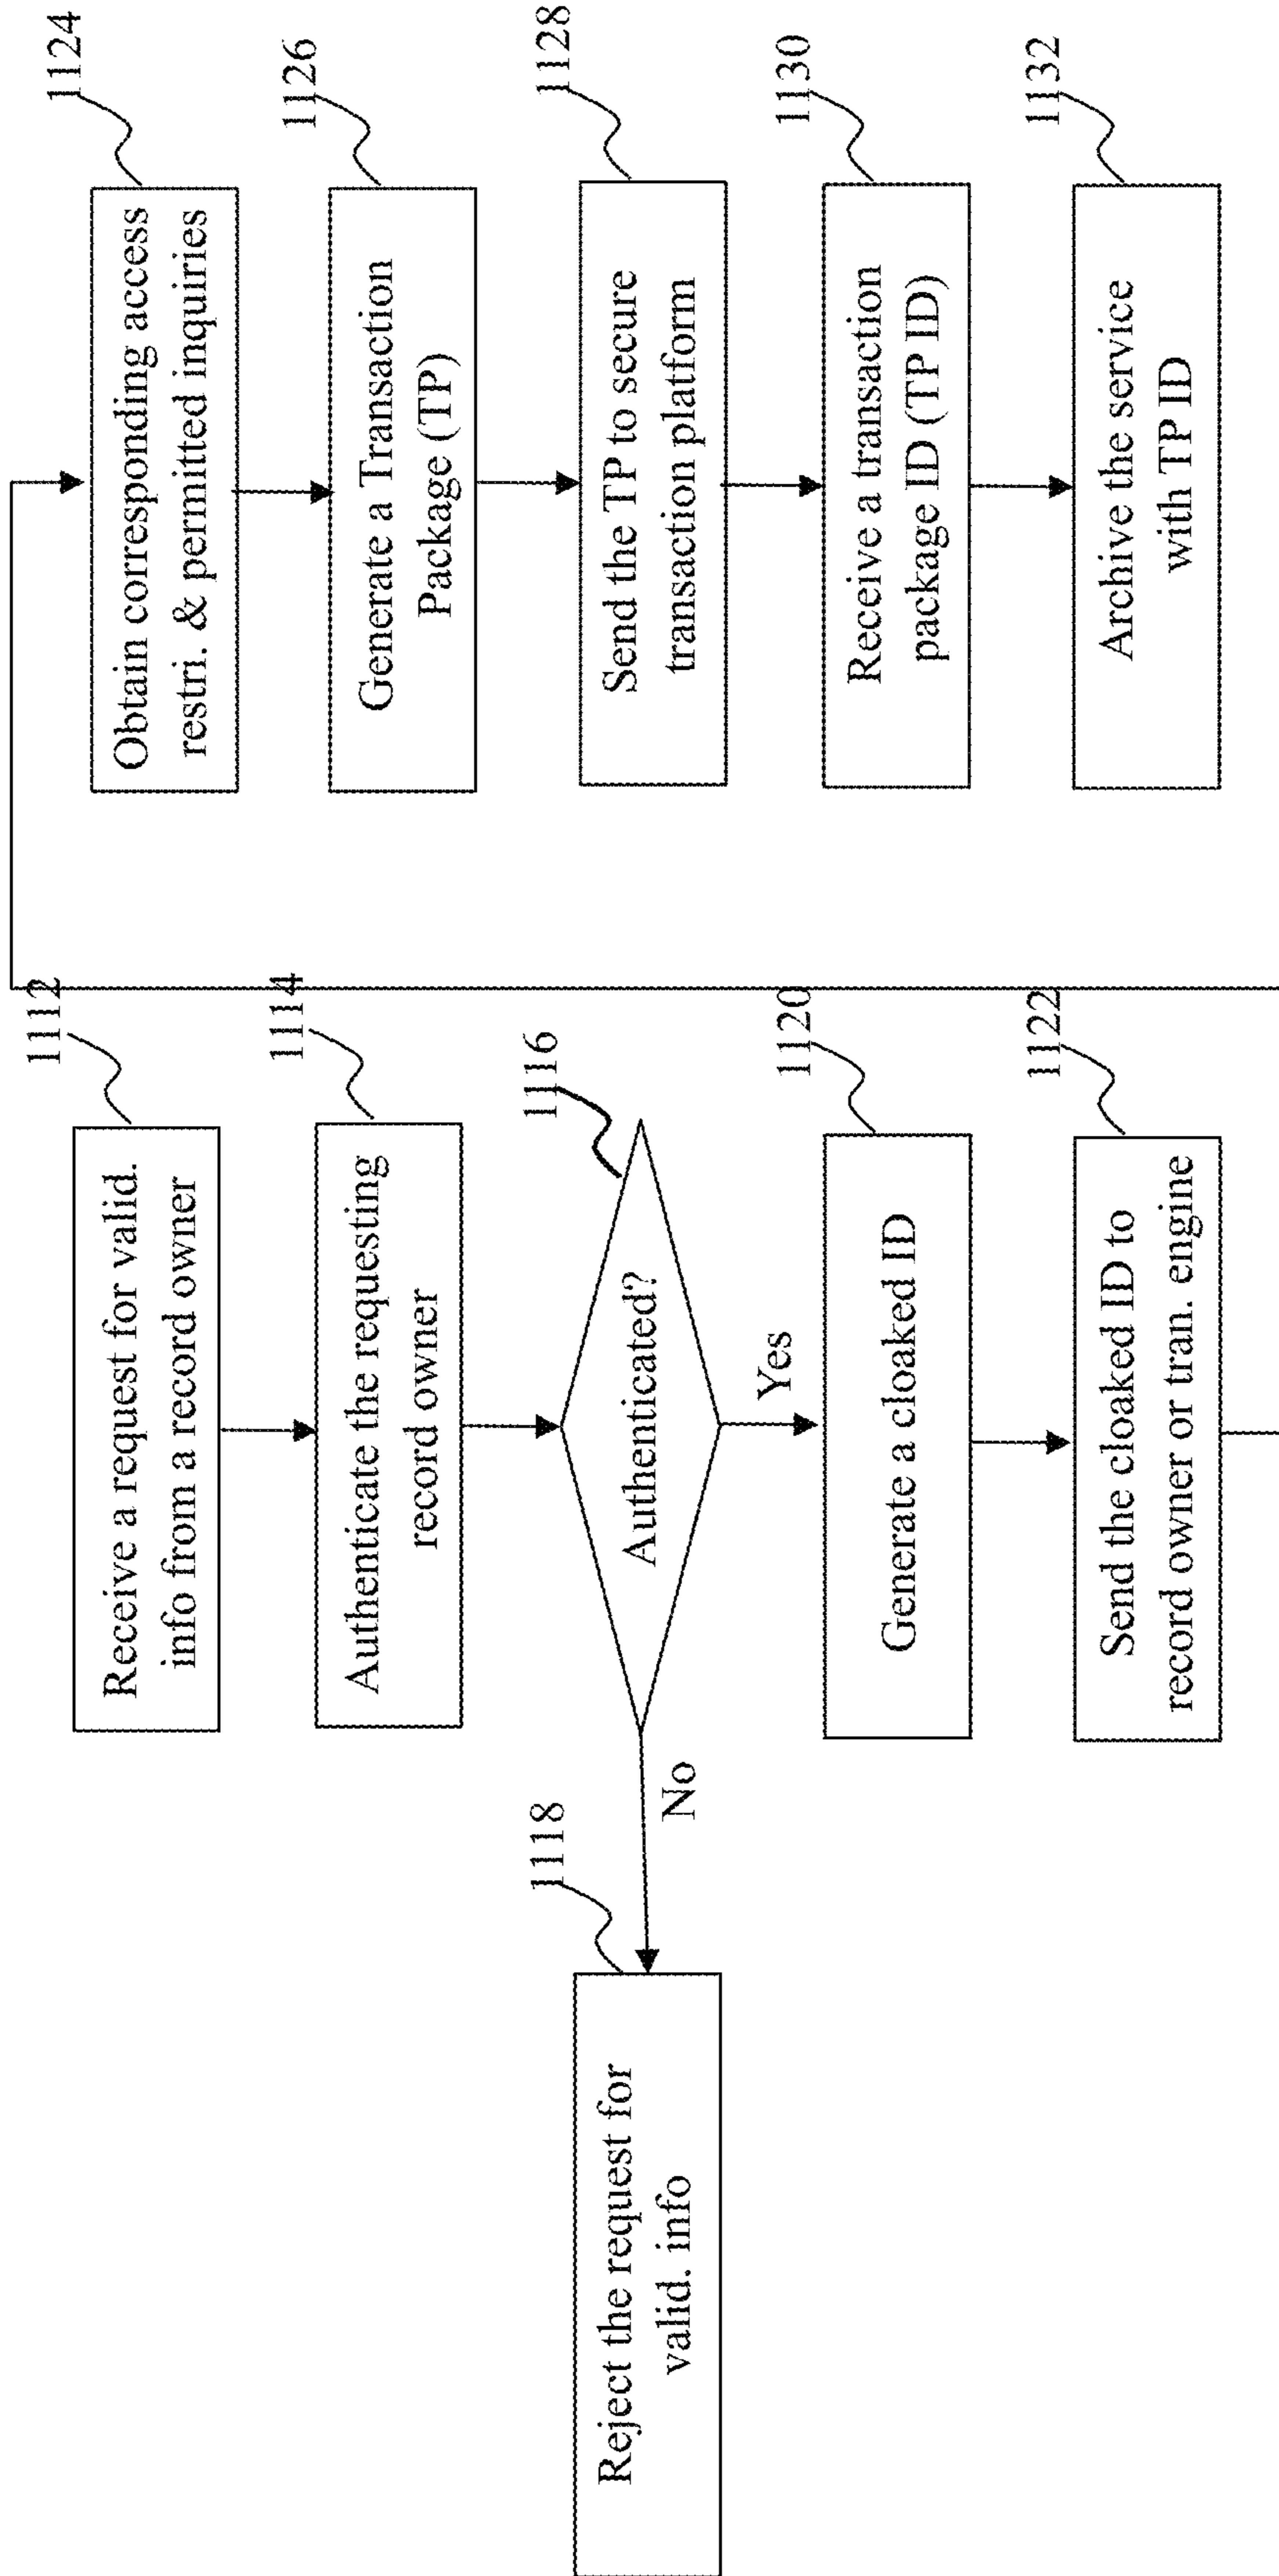 1112
Receive a request for valid.
info from a record owner
1114
Authenticate the requesting
record owner
1116
Authenticated?
No
1118
Reject the request for
valid. info
Yes
1120
Generate a cloaked ID
1122
Send the cloaked ID to
record owner or tran. engine
1124
Obtain corresponding access
restri. & permitted inquiries
1126
Generate a Transaction
Package (TP)
1128
Send the TP to secure
transaction platform
1130
Receive a transaction
package ID (TP ID)
1132
Archive the service
with TP ID